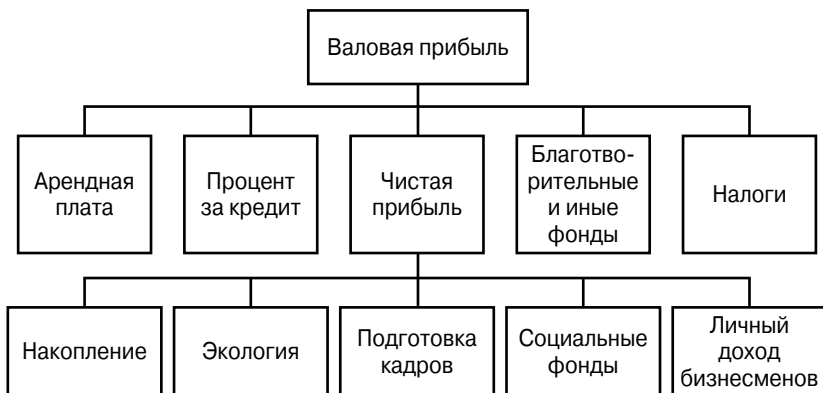 Валовая прибыль
Арендная
плата
Процент
за кредит
Чистая
прибыль
Благотво-
рительные
и иные
фонды
Налоги
Накопление
Экология
Подготовка
кадров
Социальные
фонды
Личный
доход
бизнесменов